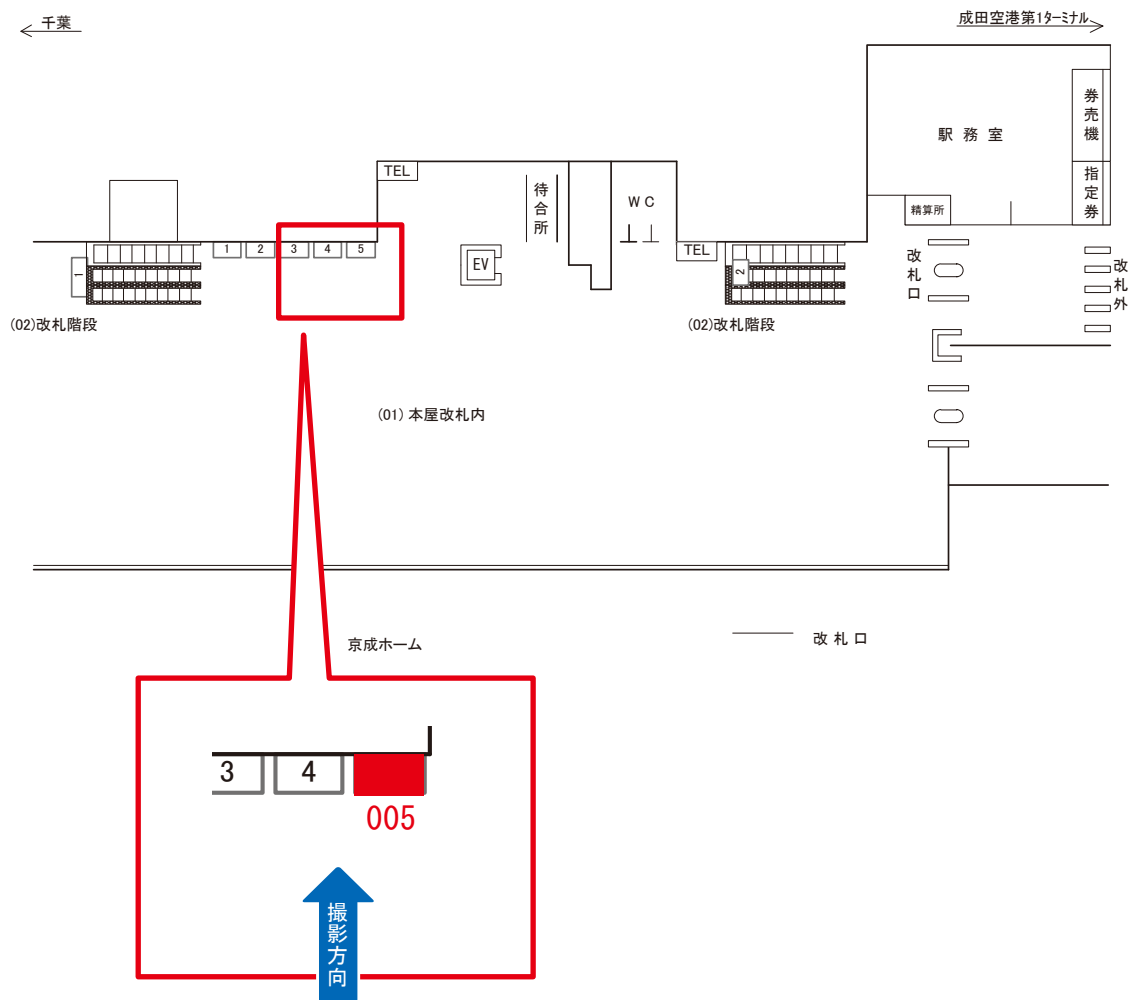 千葉
成田空港第1ターミナル
券売機
駅務室
TEL
待合所
WC
指定券
精算所
1
2
3
4
5
TEL
EV
1
2
改札口
改札外
(02)改札階段
(02)改札階段
(01)本屋改札内
改札口
京成ホーム
3
4
005
撮影方向